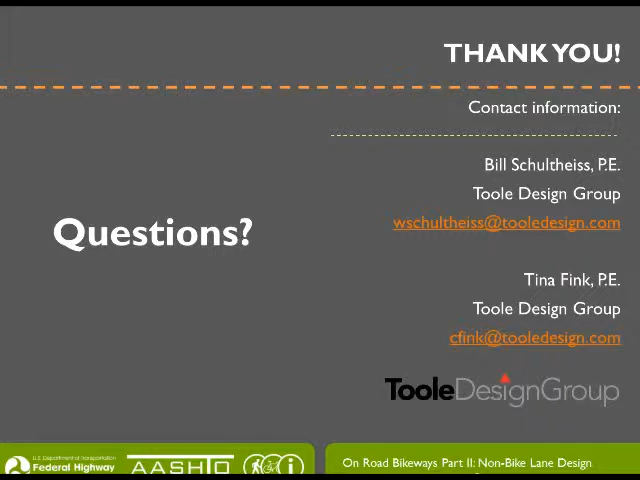 THANK YOU!
Contact information:
Bill Schultheiss, P.E.
Toole Design Group
wschultheiss@tooledesign.com
Questions?
Tina Fink, P.E.
Toole Design Group
cfink@tooledesign.com
TooleDesignGroup
U.S. Department of Transportation
Federal Highway
AASHTO
On Road Bikeways Part II: Non-Bike Lane Design